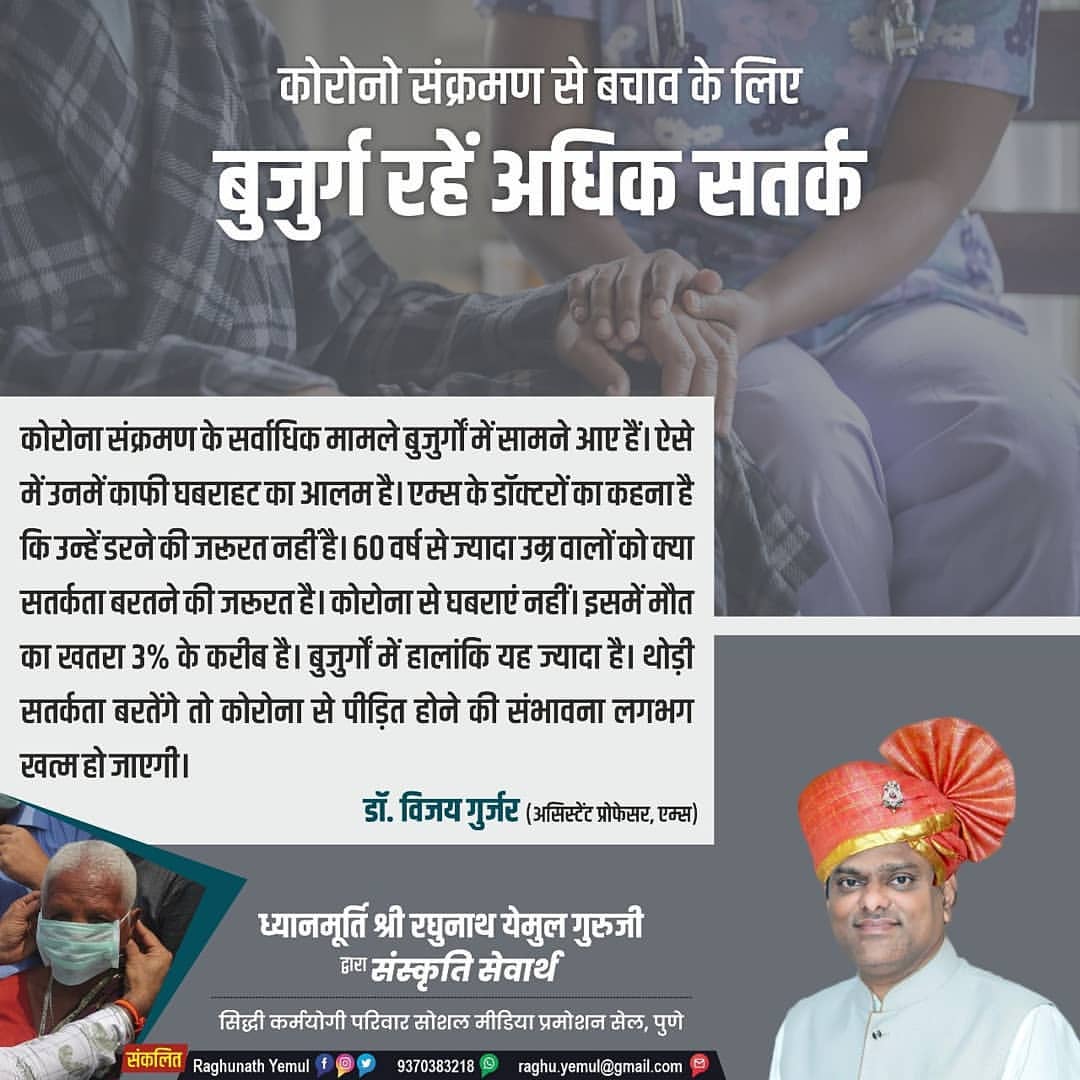 कोरोनो संक्रमण से बचाव के लिए
बुजुर्ग रहें अधिक सतर्क
कोरोना संक्रमण के सर्वाधिक मामले बुजुर्गों में सामने आए हैं। ऐसे
में उनमें काफी घबराहट का आलम है। एम्स के डॉक्टरों का कहना है
कि उन्हें डरने की जरूरत नहीं है। 60 वर्ष से ज्यादा उम्र वालों को क्या
सतर्कता बरतने की जरूरत है। कोरोना से घबराएं नहीं। इसमें मौत
का खतरा 3% के करीब है। बुजुर्गों में हालांकि यह ज्यादा है। थोड़ी
सतर्कता बरतेंगे तो कोरोना से पीड़ित होने की संभावना लगभग
खत्म हो जाएगी।
डॉ. विजय गुर्जर (असिस्टेंट प्रोफेसर, एम्स)
ध्यानमूर्ति श्री रघुनाथ येमुल गुरुजी
द्वारा संस्कृति सेवार्थ
सिद्धी कर्मयोगी परिवार सोशल मीडिया प्रमोशन सेल, पुणे
संकलित Raghunath Yemul 9370383218 raghu.yemul@gmail.com